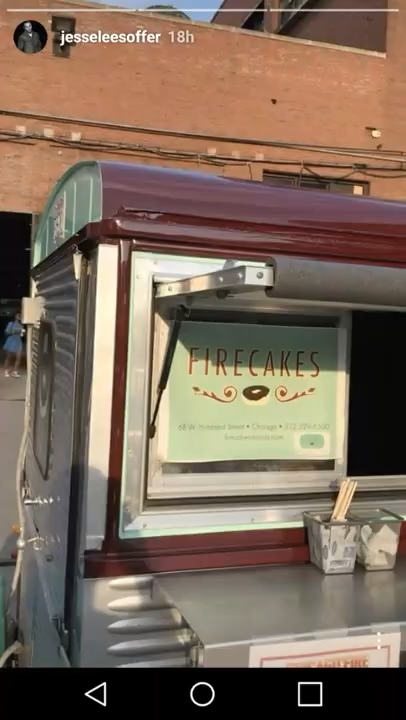 jesseleesoffer 18h
FIRECAKES
68 W. Hubbard Street • Chicago • 312.329.6500
firecakesdonuts.com